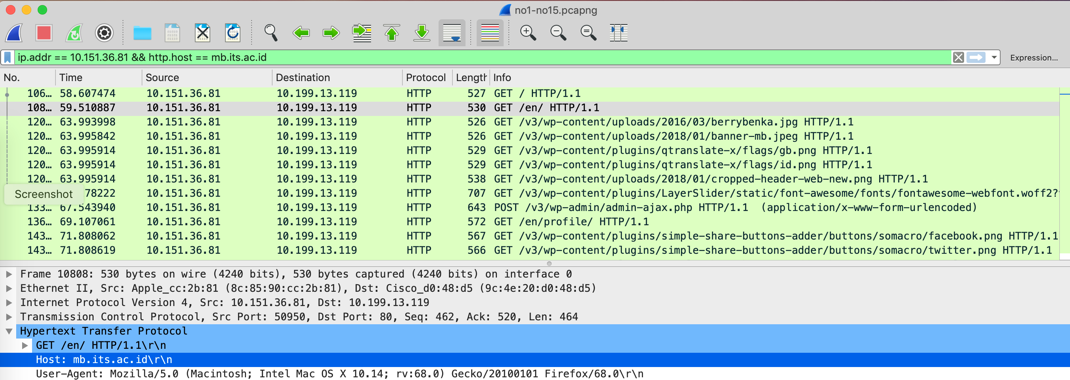 no1-no15.pcapng
ip.addr == 10.151.36.81 && http.host == mb.its.ac.id Expression...
No. Time Source Destination Protocol Length Info
106... 58.607474 10.151.36.81 10.199.13.119 HTTP 527 GET / HTTP/1.1
108... 59.510887 10.151.36.81 10.199.13.119 HTTP 530 GET /en/ HTTP/1.1
120... 63.993998 10.151.36.81 10.199.13.119 HTTP 526 GET /v3/wp-content/uploads/2016/03/berrybenka.jpg HTTP/1.1
120... 63.995842 10.151.36.81 10.199.13.119 HTTP 526 GET /v3/wp-content/uploads/2018/01/banner-mb.jpeg HTTP/1.1
120... 63.995914 10.151.36.81 10.199.13.119 HTTP 529 GET /v3/wp-content/plugins/qtranslate-x/flags/gb.png HTTP/1.1
120... 63.995914 10.151.36.81 10.199.13.119 HTTP 529 GET /v3/wp-content/plugins/qtranslate-x/flags/id.png HTTP/1.1
120... 63.995914 10.151.36.81 10.199.13.119 HTTP 538 GET /v3/wp-content/uploads/2018/01/cropped-header-web-new.png HTTP/1.1
Screenshot 78222 10.151.36.81 10.199.13.119 HTTP 707 GET /v3/wp-content/plugins/LayerSlider/static/font-awesome/fonts/fontawesome-webfont.woff2?
133... 67.543940 10.151.36.81 10.199.13.119 HTTP 643 POST /v3/wp-admin/admin-ajax.php HTTP/1.1 (application/x-www-form-urlencoded)
136... 69.107061 10.151.36.81 10.199.13.119 HTTP 572 GET /en/profile/ HTTP/1.1
143... 71.808062 10.151.36.81 10.199.13.119 HTTP 567 GET /v3/wp-content/plugins/simple-share-buttons-adder/buttons/somacro/facebook.png HTTP/1.1
143... 71.808619 10.151.36.81 10.199.13.119 HTTP 566 GET /v3/wp-content/plugins/simple-share-buttons-adder/buttons/somacro/twitter.png HTTP/1.1
Frame 10808: 530 bytes on wire (4240 bits), 530 bytes captured (4240 bits) on interface 0
Ethernet II, Src: Apple_cc:2b:81 (8c:85:90:cc:2b:81), Dst: Cisco_d0:48:d5 (9c:4e:20:d0:48:d5)
Internet Protocol Version 4, Src: 10.151.36.81, Dst: 10.199.13.119
Transmission Control Protocol, Src Port: 50950, Dst Port: 80, Seq: 462, Ack: 520, Len: 464
Hypertext Transfer Protocol
GET /en/ HTTP/1.1\r\n
Host: mb.its.ac.id\r\n
User-Agent: Mozilla/5.0 (Macintosh; Intel Mac OS X 10.14; rv:68.0) Gecko/20100101 Firefox/68.0\r\n